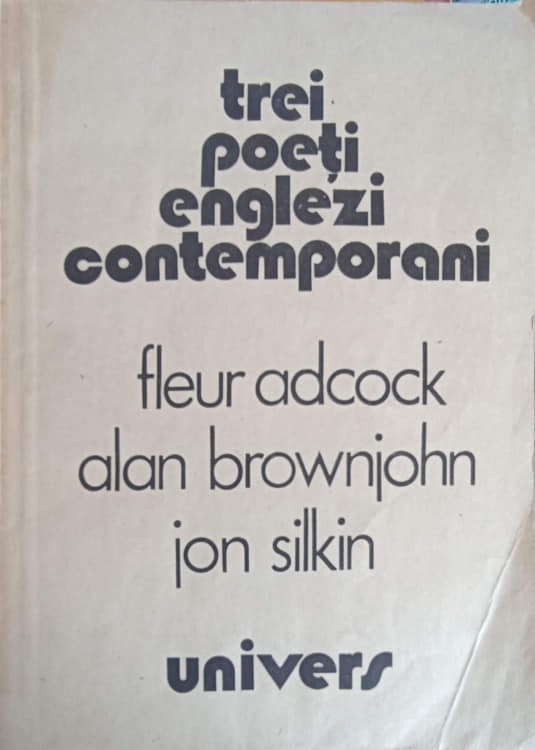 trei
poeți
englezi
contemporani
fleur adcock
alan brownjohn
jon silkin
univers